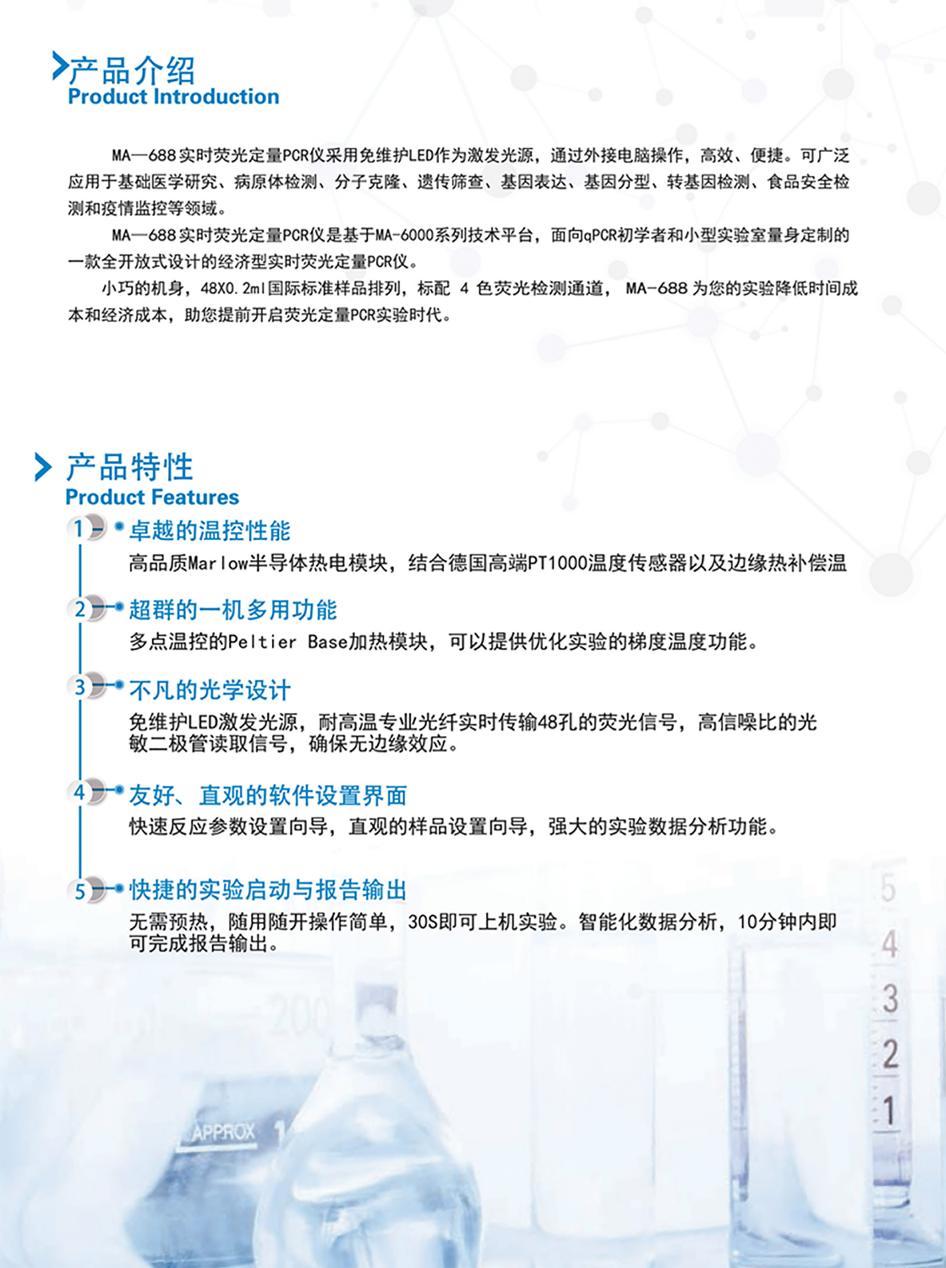 产品介绍
Product Introduction
MA—688实时荧光定量PCR仪采用免维护LED作为激发光源，通过外接电脑操作，高效、便捷。可广泛
应用于基础医学研究、病原体检测、分子克隆、遗传筛查、基因表达、基因分型、转基因检测、食品安全检
测和疫情监控等领域。
MA—688实时荧光定量PCR仪是基于MA-6000系列技术平台，面向qPCR初学者和小型实验室量身定制的
一款全开放式设计的经济型实时荧光定量PCR仪。
小巧的机身，48X0.2ml国际标准样品排列，标配 4 色荧光检测通道， MA-688为您的实验降低时间成
本和经济成本，助您提前开启荧光定量PCR实验时代。
产品特性
Product Features
1 卓越的温控性能
高品质Marlow半导体热电模块，结合德国高端PT1000温度传感器以及边缘热补偿温
2 超群的一机多用功能
多点温控的Peltier Base加热模块，可以提供优化实验的梯度温度功能。
3 不凡的光学设计
免维护LED激发光源，耐高温专业光纤实时传输48孔的荧光信号，高信噪比的光
敏二极管读取信号，确保无边缘效应。
4 友好、直观的软件设置界面
快速反应参数设置向导，直观的样品设置向导，强大的实验数据分析功能。
5 快捷的实验启动与报告输出
无需预热，随用随开操作简单，30S即可上机实验。智能化数据分析，10分钟内即
可完成报告输出。
5
4
3
2
1
200
APPROX 1